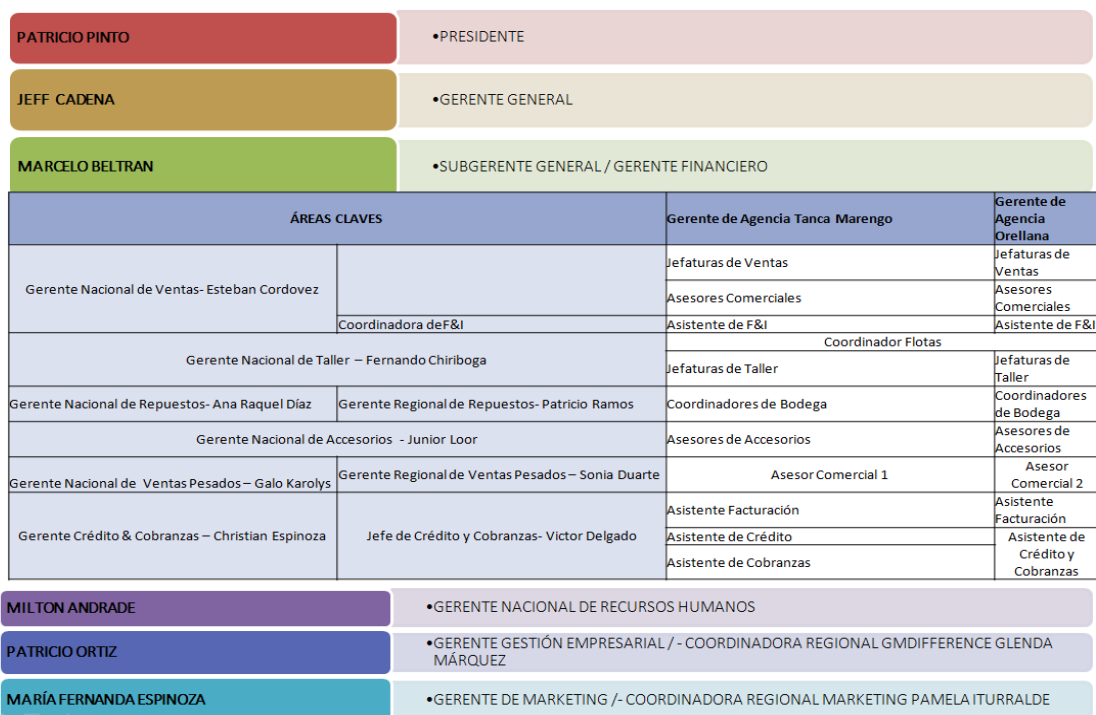 PATRICIO PINTO
•PRESIDENTE
JEFF CADENA
•GERENTE GENERAL
MARCELO BELTRAN
•SUBGERENTE GENERAL / GERENTE FINANCIERO
ÁREAS CLAVES
Gerente de Agencia Tanca Marengo
Gerente de
Agencia
Orellana
Gerente Nacional de Ventas- Esteban Cordovez
Jefaturas de Ventas
Jefaturas de
Ventas
Asesores Comerciales
Asesores
Comerciales
Coordinadora deF&I
Asistente de F&I
Asistente de F&I
Gerente Nacional de Taller – Fernando Chiriboga
Coordinador Flotas
Jefaturas de Taller
Jefaturas de
Taller
Gerente Nacional de Repuestos- Ana Raquel Díaz
Gerente Regional de Repuestos- Patricio Ramos
Coordinadores de Bodega
Coordinadores
de Bodega
Gerente Nacional de Accesorios - Junior Loor
Asesores de Accesorios
Asesores de
Accesorios
Gerente Nacional de Ventas Pesados – Galo Karolys
Gerente Regional de Ventas Pesados – Sonia Duarte
Asesor Comercial 1
Asesor
Comercial 2
Gerente Crédito & Cobranzas – Christian Espinoza
Jefe de Crédito y Cobranzas- Victor Delgado
Asistente Facturación
Asistente
Facturación
Asistente de Crédito
Asistente de Cobranzas
Asistente de
Crédito y
Cobranzas
MILTON ANDRADE
•GERENTE NACIONAL DE RECURSOS HUMANOS
PATRICIO ORTIZ
•GERENTE GESTIÓN EMPRESARIAL / - COORDINADORA REGIONAL GMDIFFERENCE GLENDA
MÁRQUEZ
MARÍA FERNANDA ESPINOZA
•GERENTE DE MARKETING /- COORDINADORA REGIONAL MARKETING PAMELA ITURRALDE